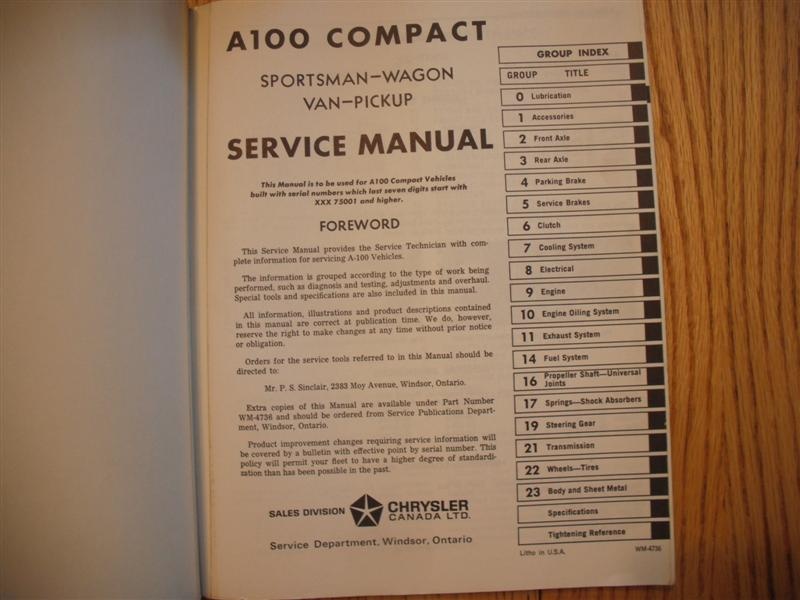 A100 COMPACT
SPORTSMAN—WAGON
VAN—PICKUP
SERVICE MANUAL
This Manual is to be used for A100 Compact Vehicles
built with serial numbers which last seven digits start with
XXX 75001 and higher.
FOREWORD
This Service Manual provides the Service Technician with com-
plete information for servicing A-100 Vehicles.
The information is grouped according to the type of work being
performed, such as diagnosis and testing, adjustments and overhaul.
Special tools and specifications are also included in this manual.
All information, illustrations and product descriptions contained
in this manual are correct at publication time. We do, however,
reserve the right to make changes at any time without prior notice
or obligation.
Orders for the service tools referred to in this Manual should be
directed to:
Mr. P. S. Sinclair, 2383 Moy Avenue, Windsor, Ontario.
Extra copies of this Manual are available under Part Number
WM-4736 and should be ordered from Service Publications Depart-
ment, Windsor, Ontario.
Product improvement changes requiring service information will
be covered by a bulletin with effective point by serial number. This
policy will permit your fleet to have a higher degree of standardi-
zation than has been possible in the past.
SALES DIVISION CHRYSLER
CANADA LTD.
Service Department, Windsor, Ontario
GROUP INDEX
GROUP TITLE
0 Lubrication
1 Accessories
2 Front Axle
3 Rear Axle
4 Parking Brake
5 Service Brakes
6 Clutch
7 Cooling System
8 Electrical
9 Engine
10 Engine Oiling System
11 Exhaust System
14 Fuel System
16 Propeller Shaft—Universal
Joints
17 Springs—Shock Absorbers
19 Steering Gear
21 Transmission
22 Wheels—Tires
23 Body and Sheet Metal
Specifications
Tightening Reference
Litho in U.S.A. WM-4736